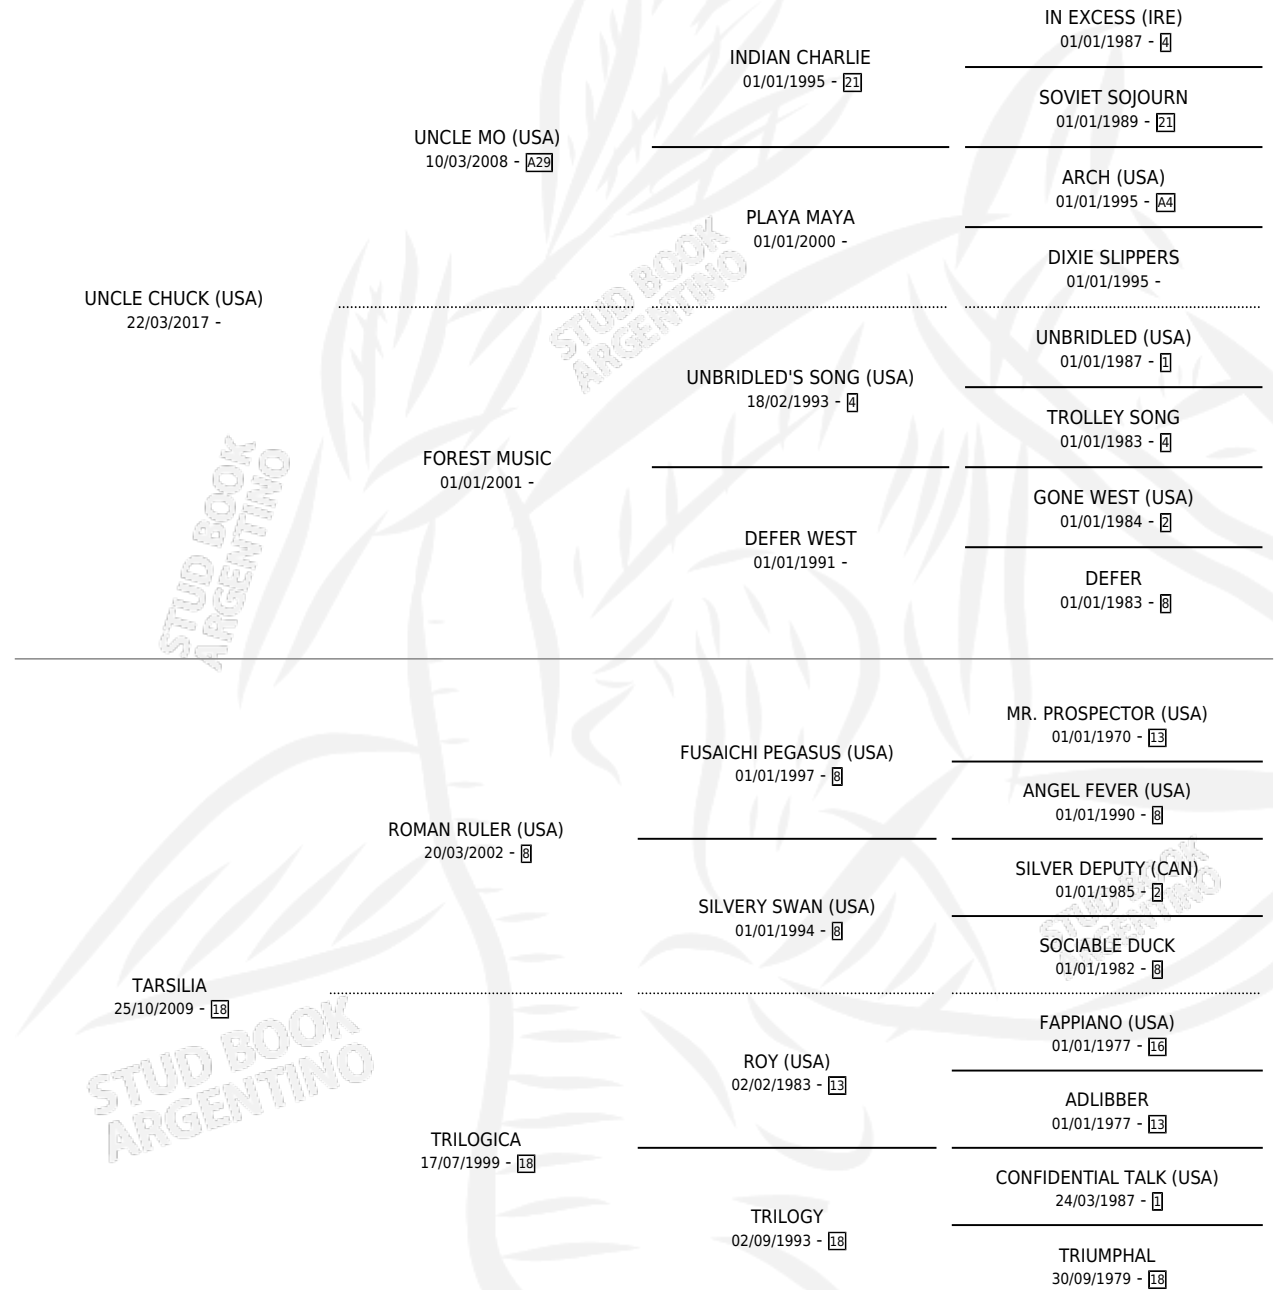 IN EXCESS (IRE)
01/01/1987 - 4
INDIAN CHARLIE
01/01/1995 - 21
SOVIET SOJOURN
01/01/1989 - 21
UNCLE MO (USA)
10/03/2008 - A29
ARCH (USA)
01/01/1995 - A4
PLAYA MAYA
01/01/2000 -
DIXIE SLIPPERS
01/01/1995 -
UNCLE CHUCK (USA)
22/03/2017 -
UNBRIDLED (USA)
01/01/1987 - 1
UNBRIDLED'S SONG (USA)
18/02/1993 - 4
TROLLEY SONG
01/01/1983 - 4
FOREST MUSIC
01/01/2001 -
GONE WEST (USA)
01/01/1984 - 2
DEFER WEST
01/01/1991 -
DEFER
01/01/1983 - 8
MR. PROSPECTOR (USA)
01/01/1970 - 13
FUSAICHI PEGASUS (USA)
01/01/1997 - 8
ANGEL FEVER (USA)
01/01/1990 - 8
ROMAN RULER (USA)
20/03/2002 - 8
SILVER DEPUTY (CAN)
01/01/1985 - 2
SILVERY SWAN (USA)
01/01/1994 - 8
SOCIABLE DUCK
01/01/1982 - 8
TARSILIA
25/10/2009 - 18
FAPPIANO (USA)
01/01/1977 - 16
ROY (USA)
02/02/1983 - 13
ADLIBBER
01/01/1977 - 13
TRILOGICA
17/07/1999 - 18
CONFIDENTIAL TALK (USA)
24/03/1987 - 1
TRILOGY
02/09/1993 - 18
TRIUMPHAL
30/09/1979 - 18
STUD BOOK
ARGENTINO
STUD BOOK
ARGENTINO
STUD BOOK
ARGENTINO
STUD BOOK
ARGENTINO